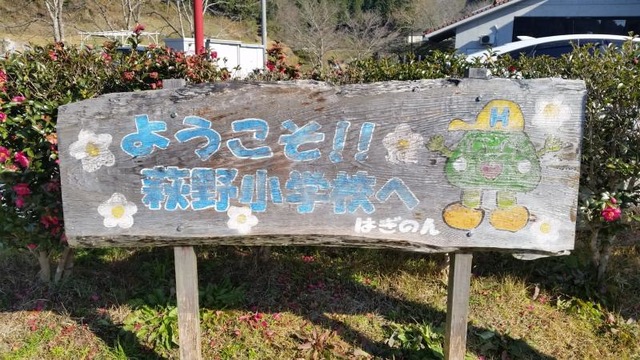 ようこそ!!
萩野小学校へ
はぎのん
H